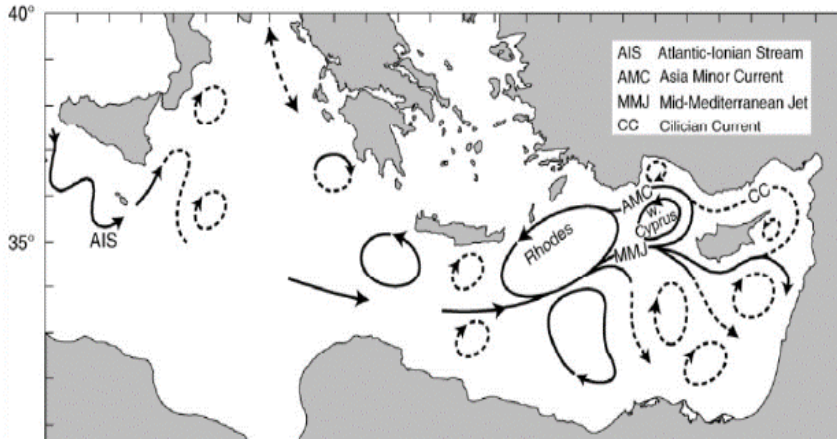 40°
35°
AIS Atlantic-Ionian Stream
AMC Asia Minor Current
MMJ Mid-Mediterranean Jet
CC Cilician Current
AIS
Rhodes
AMC
MMJ
W.
Cyprus
CC